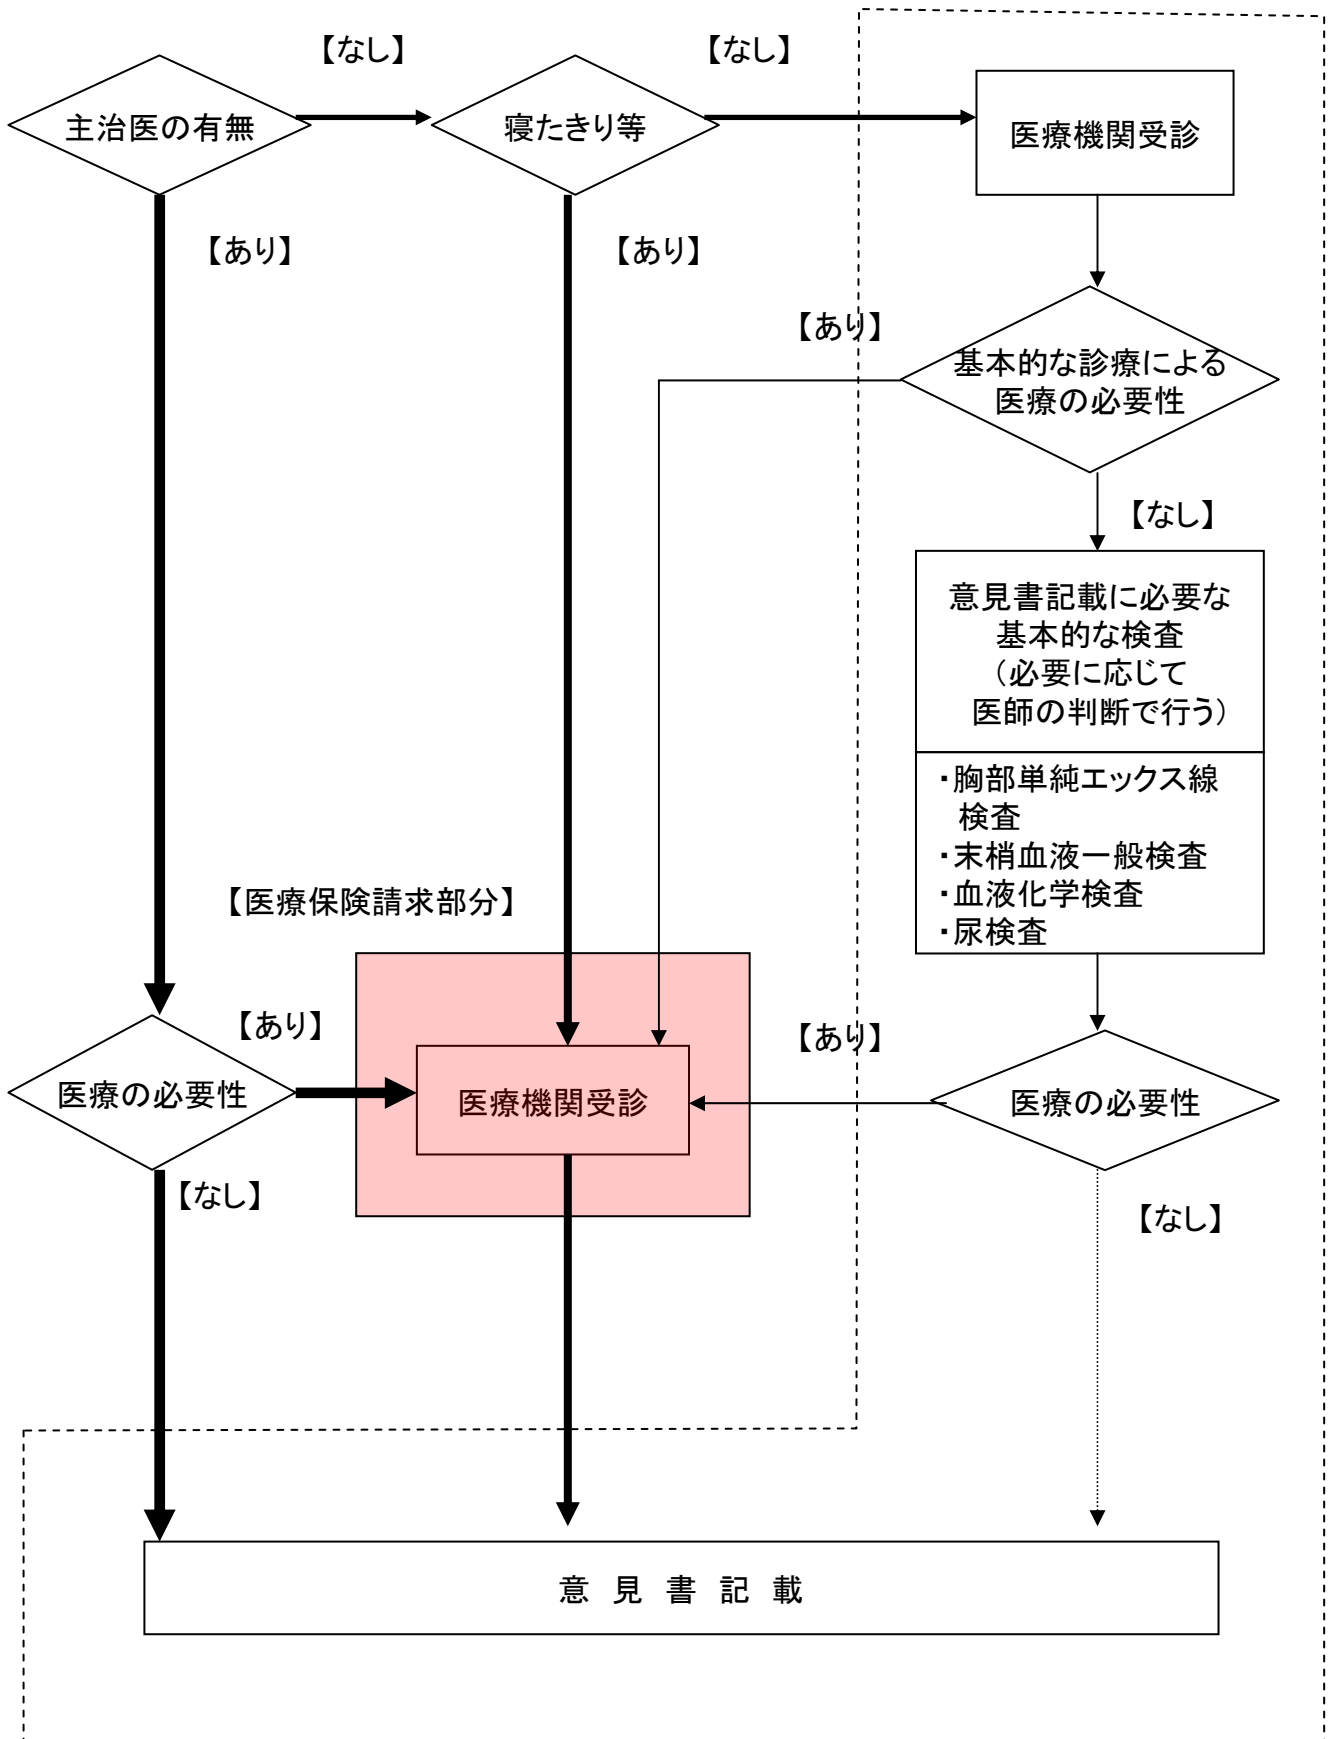 【なし】
【なし】
主治医の有無
寝たきり等
医療機関受診
【あり】
【あり】
【あり】
基本的な診療による
医療の必要性
【なし】
意見書記載に必要な
基本的な検査
（必要に応じて
医師の判断で行う）
・胸部単純エックス線
検査
・末梢血液一般検査
・血液化学検査
・尿検査
【医療保険請求部分】
【あり】
【あり】
医療の必要性
医療機関受診
医療の必要性
【なし】
【なし】
意　見　書　記　載